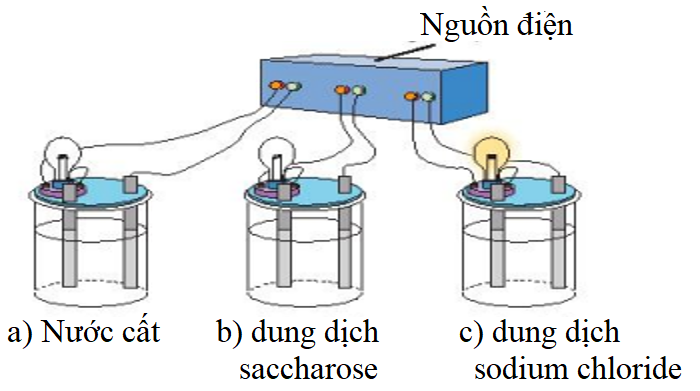 Nguồn điện
a) Nước cất
b) dung dịch
saccharose
c) dung dịch
sodium chloride